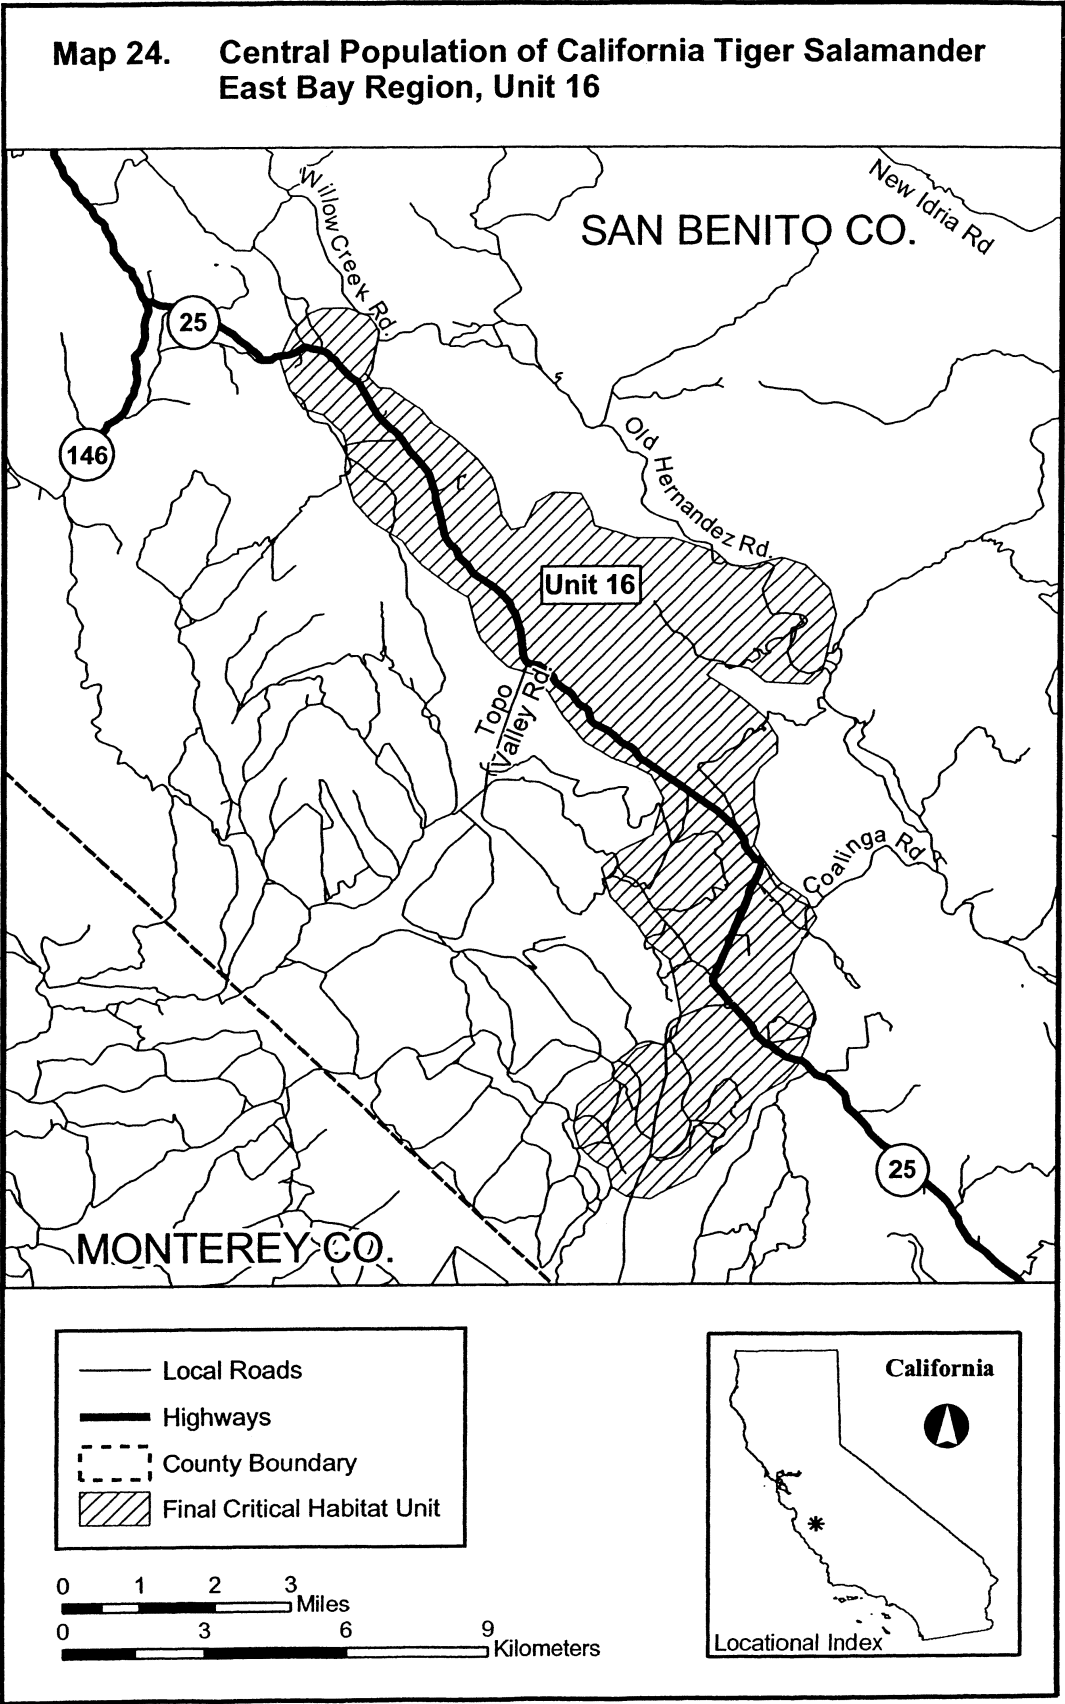 Map 24. Central Population of California Tiger Salamander
East Bay Region, Unit 16
New Idria Rd
SAN BENITO CO.
Willow Creek Rd.
25
146
Old Hernandez Rd.
Unit 16
Topo
Valley Rd.
Coalinga Rd
25
MONTEREY CO.
Local Roads
Highways
County Boundary
Final Critical Habitat Unit
0 1 2 3
Miles
0 3 6 9
Kilometers
California
Locational Index